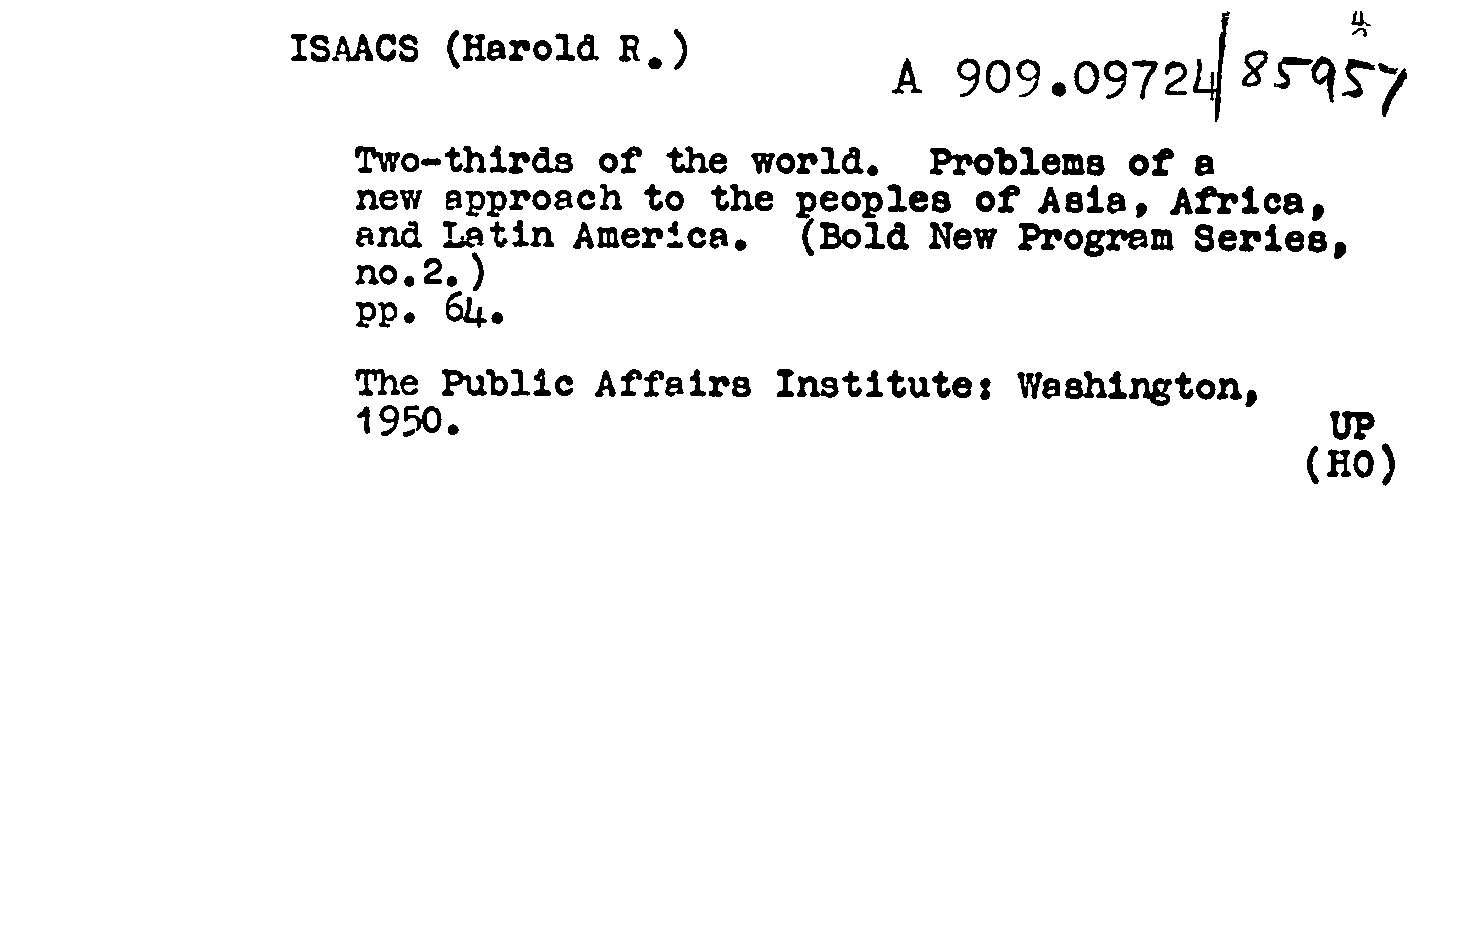 ISAACS (Harold R.)
A 909.09724/85957
Two-thirds of the world. Problems of a
new approach to the peoples of Asia, Africa,
and Latin America. (Bold New Program Series,
no.2.)
pp. 64.
The Public Affairs Institute: Washington,
1950.
UP
(HO)